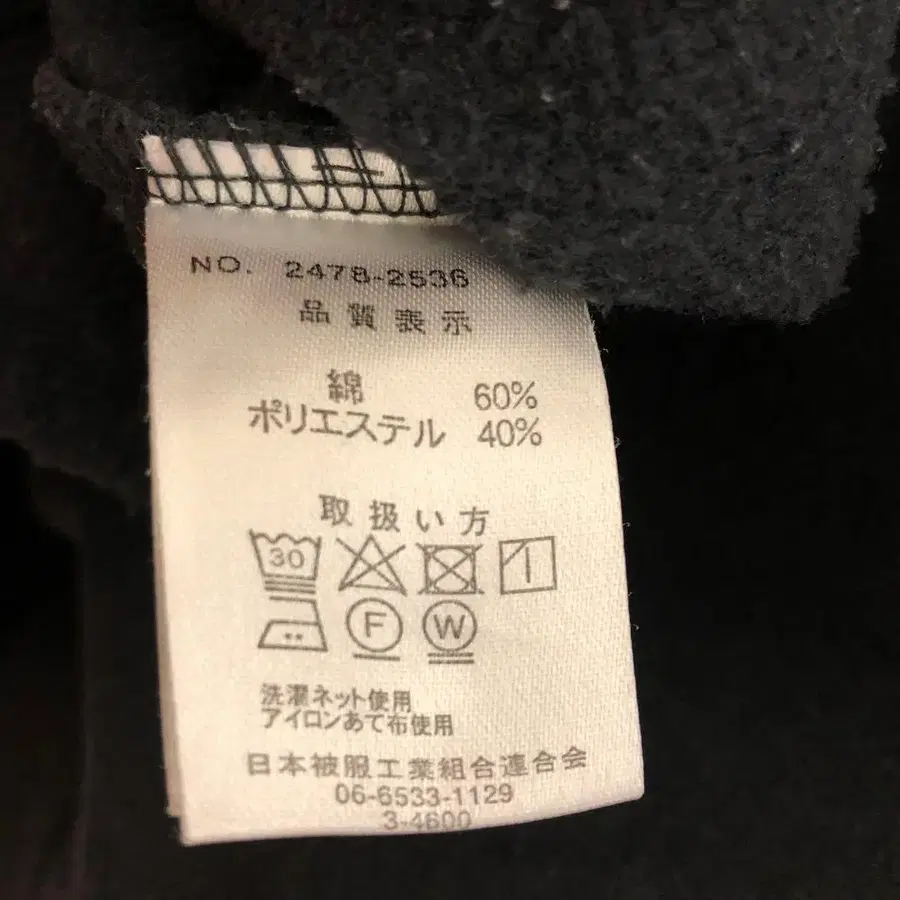 NO. 2478-2536
品質表示
綿 60%
ポリエステル 40%
取扱い方
30
F W
洗濯ネット使用
アイロンあて布使用
日本被服工業組合連合会
06-6533-1129
3-4600